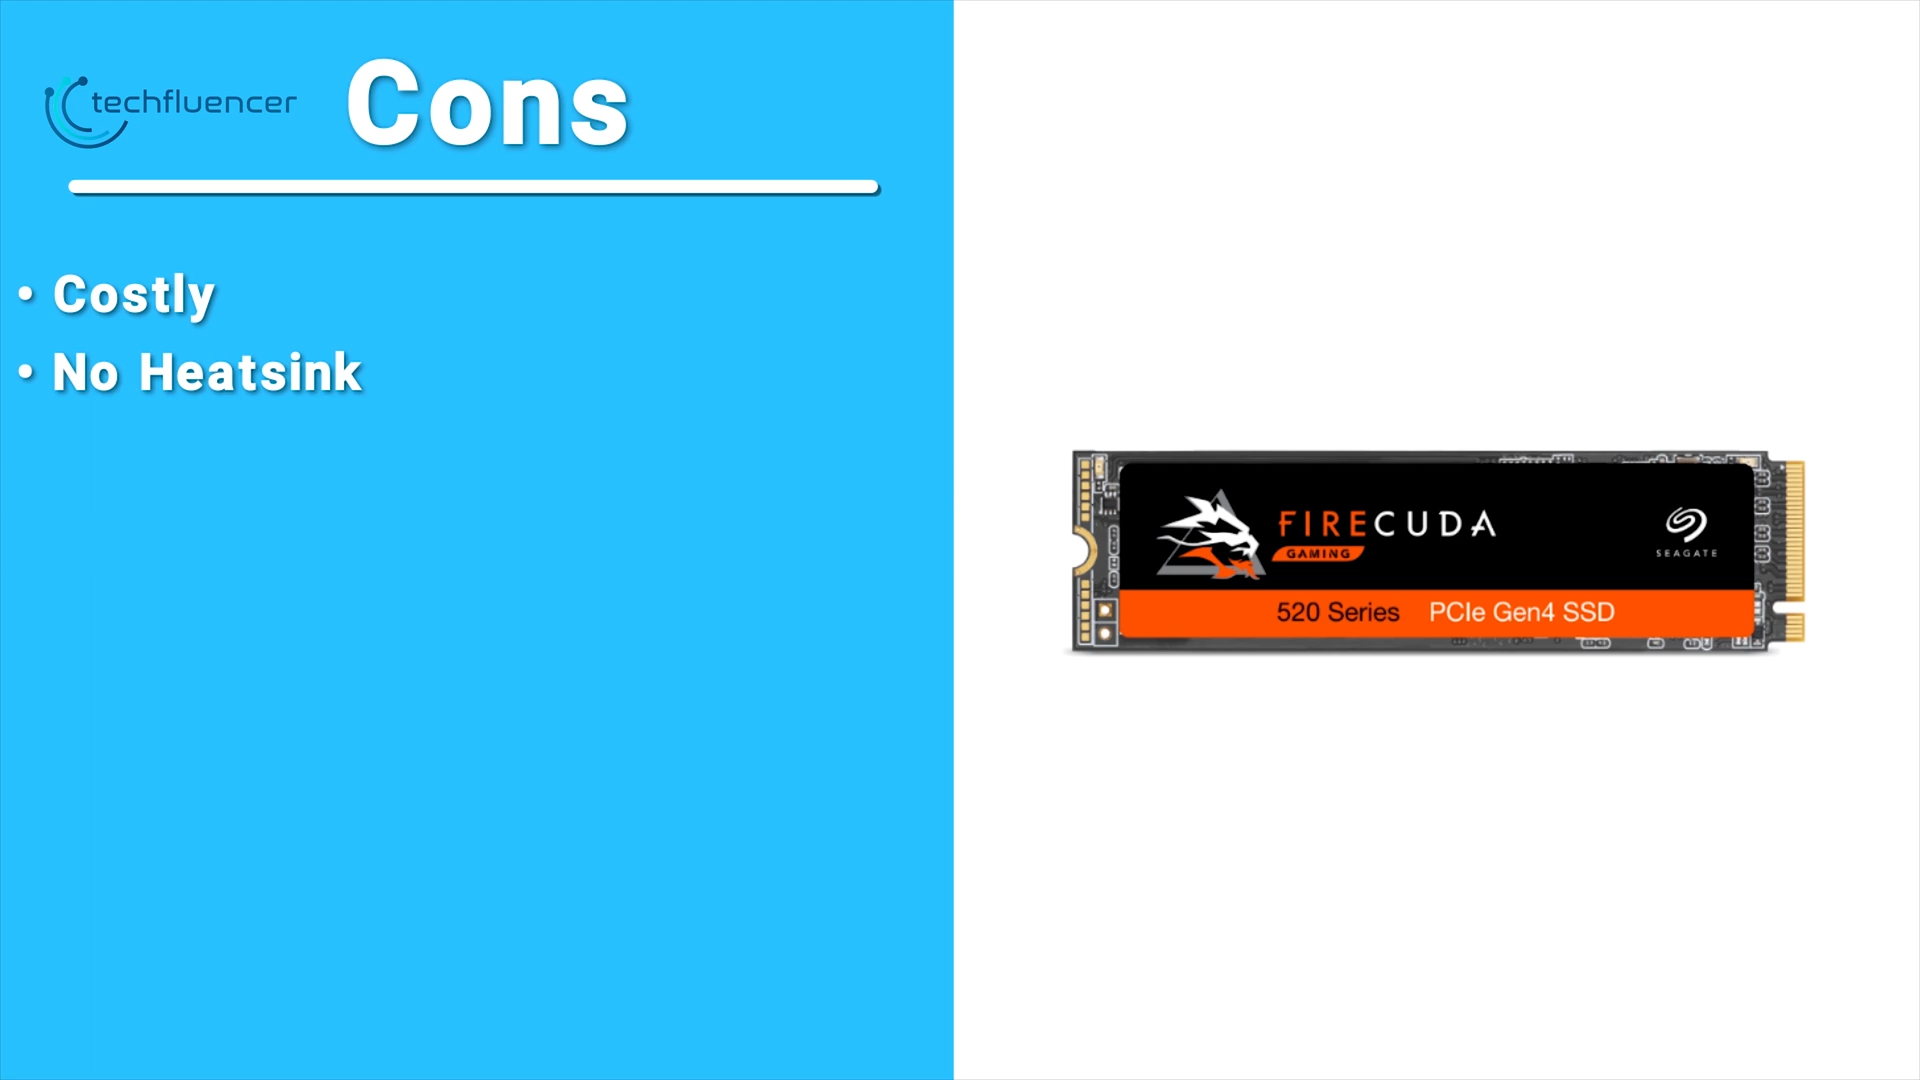 techfluencer
Cons
• Costly
• No Heatsink
FIRECUDA
GAMING
SEAGATE
520 Series PCIe Gen4 SSD